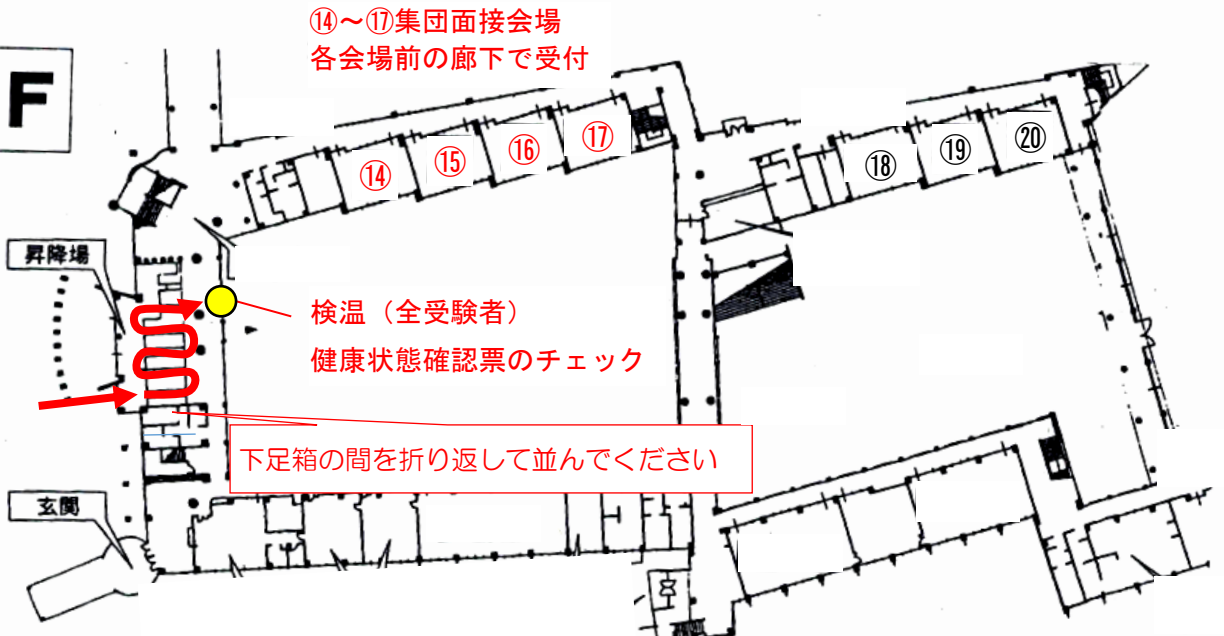 ⑭～⑰集団面接会場
各会場前の廊下で受付
F
⑭
⑮
⑯
⑰
⑱
⑲
⑳
昇降場
検温（全受験者）
健康状態確認票のチェック
下足箱の間を折り返して並んでください
玄関